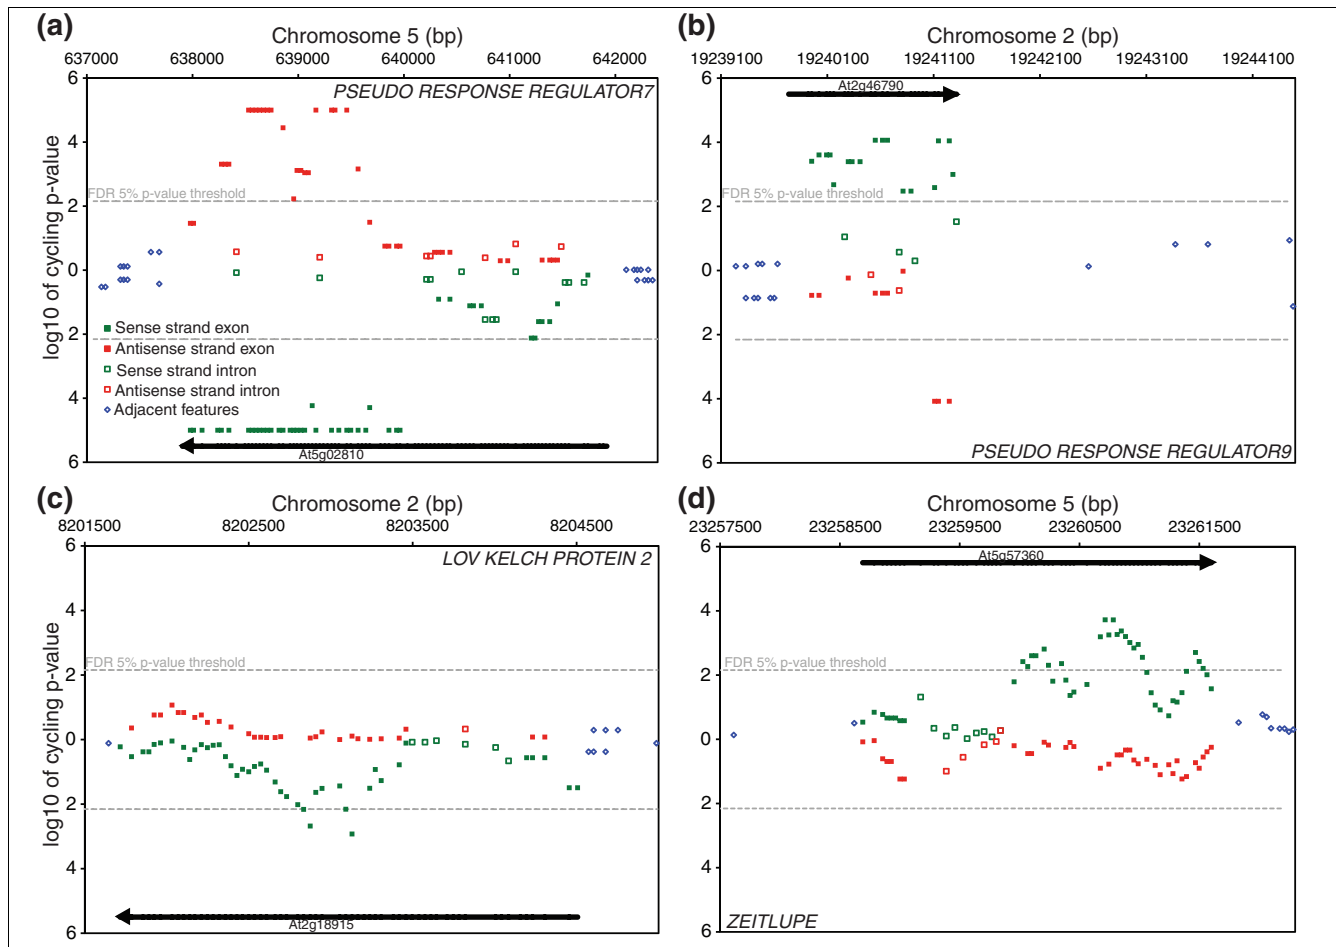 (a)
Chromosome 5 (bp)
637000 638000 639000 640000 641000 642000
PSEUDO RESPONSE REGULATOR7
log10 of cycling p-value
6
4
2
0
2
4
6
FDR 5% p-value threshold
Sense strand exon
Antisense strand exon
Sense strand intron
Antisense strand intron
Adjacent features
At5g02810
(b)
Chromosome 2 (bp)
19239100 19240100 19241100 19242100 19243100 19244100
At2g46790
6
4
2
0
2
4
6
FDR 5% p-value threshold
PSEUDO RESPONSE REGULATOR9
(c)
Chromosome 2 (bp)
8201500 8202500 8203500 8204500
LOV KELCH PROTEIN 2
log10 of cycling p-value
6
4
2
0
2
4
6
FDR 5% p-value threshold
At2g18915
(d)
Chromosome 5 (bp)
23257500 23258500 23259500 23260500 23261500
At5g57360
6
4
2
0
2
4
6
FDR 5% p-value threshold
ZEITLUPE